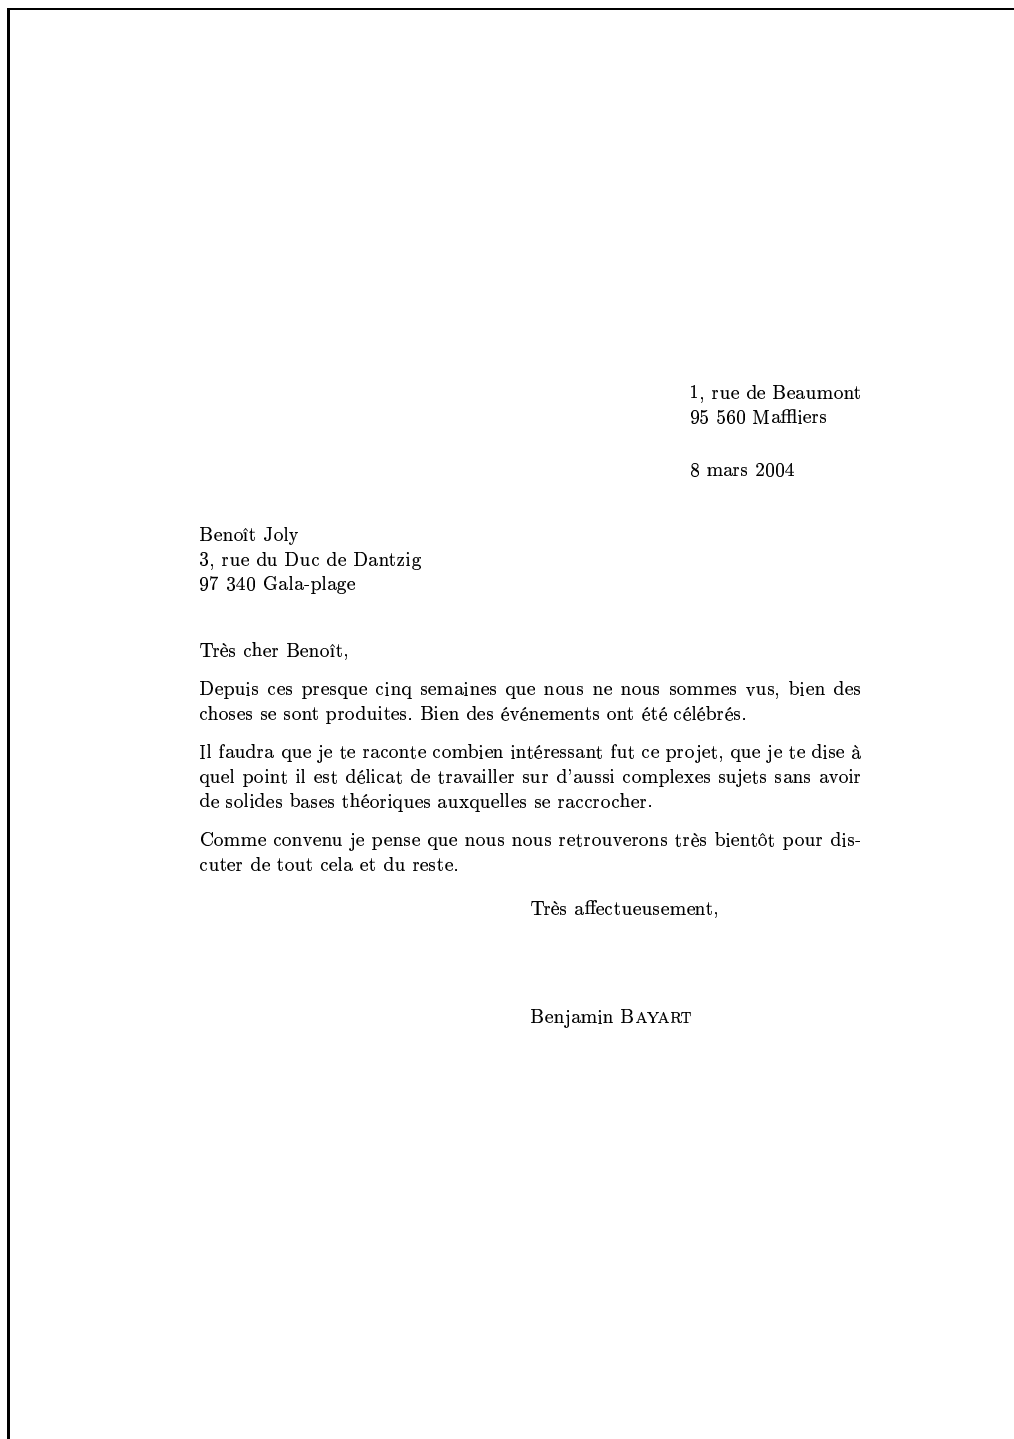 1, rue de Beaumont
95 560 Maffliers
8 mars 2004
Benoît Joly
3, rue du Duc de Dantzig
97 340 Gala-plage
Très cher Benoît,
Depuis ces presque cinq semaines que nous ne nous sommes vus, bien des
choses se sont produites. Bien des événements ont été célébrés.
Il faudra que je te raconte combien intéressant fut ce projet, que je te dise à
quel point il est délicat de travailler sur d'aussi complexes sujets sans avoir
de solides bases théoriques auxquelles se raccrocher.
Comme convenu je pense que nous nous retrouverons très bientôt pour dis-
cuter de tout cela et du reste.
Très affectueusement,
Benjamin BAYART